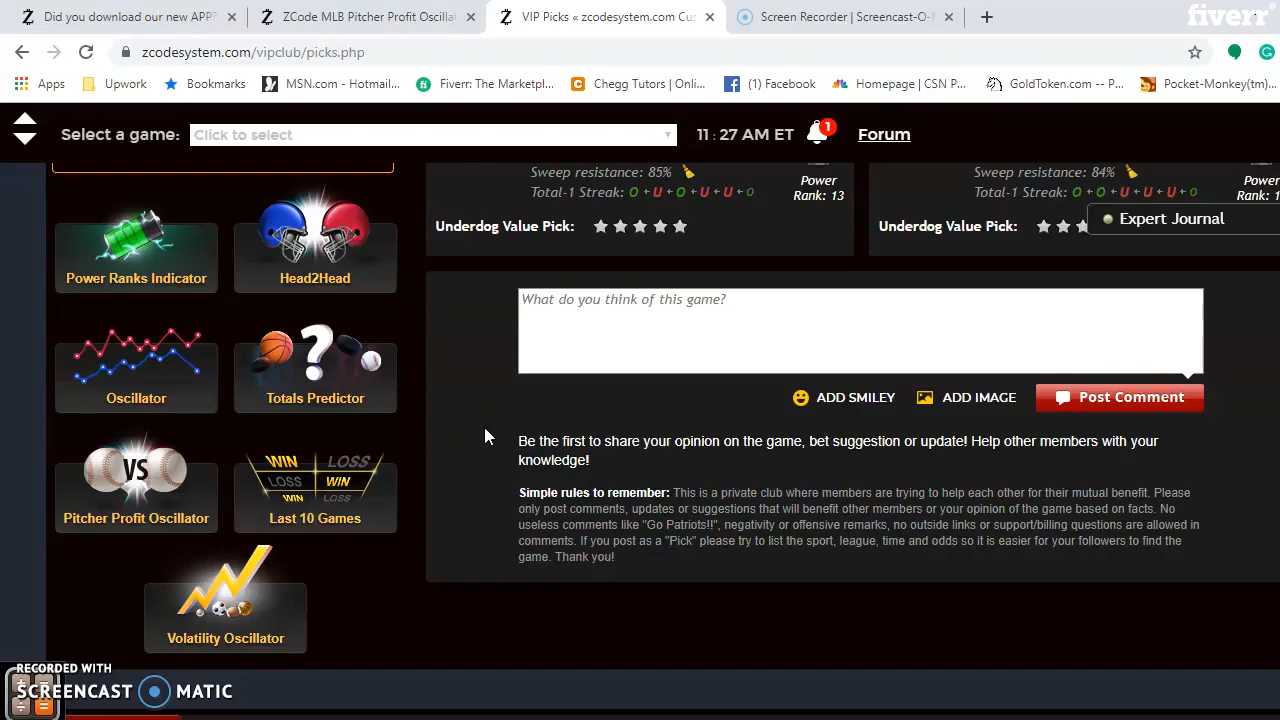 Did you download our new APP?
ZCode MLB Pitcher Profit Oscilla
VIP Picks « zcodesystem.com Cus
Screen Recorder | Screencast-O-
fiverr
zcodesystem.com/vipclub/picks.php
Apps
Upwork
Bookmarks
MSN.com - Hotmail...
Fiverr: The Marketpl...
Chegg Tutors | Onli...
(1) Facebook
Homepage | CSN P...
GoldToken.com -- P...
Pocket-Monkey(tm)...
Select a game:
Click to select
11 : 27 AM ET
1
Forum
Sweep resistance: 85%
Total-1 Streak: O ← U ← O ← U ← U ← O
Power
Rank: 13
Underdog Value Pick:
Sweep resistance: 84%
Total-1 Streak: O ← O ← U ← U ← U ← O
Power
Underdog Value Pick:
Expert Journal
Power Ranks Indicator
Head2Head
Oscillator
Totals Predictor
VS
Pitcher Profit Oscillator
WIN LOSS
LOSS WIN
WIN LOSS
Last 10 Games
Volatility Oscillator
What do you think of this game?
ADD SMILEY
ADD IMAGE
Post Comment
Be the first to share your opinion on the game, bet suggestion or update! Help other members with your
knowledge!
Simple rules to remember: This is a private club where members are trying to help each other for their mutual benefit. Please
only post comments, updates or suggestions that will benefit other members or your opinion of the game based on facts. No
useless comments like "Go Patriots!!", negativity or offensive remarks, no outside links or support/billing questions are allowed in
comments. If you post as a "Pick" please try to list the sport, league, time and odds so it is easier for your followers to find the
game. Thank you!
RECORDED WITH
SCREENCAST MATIC